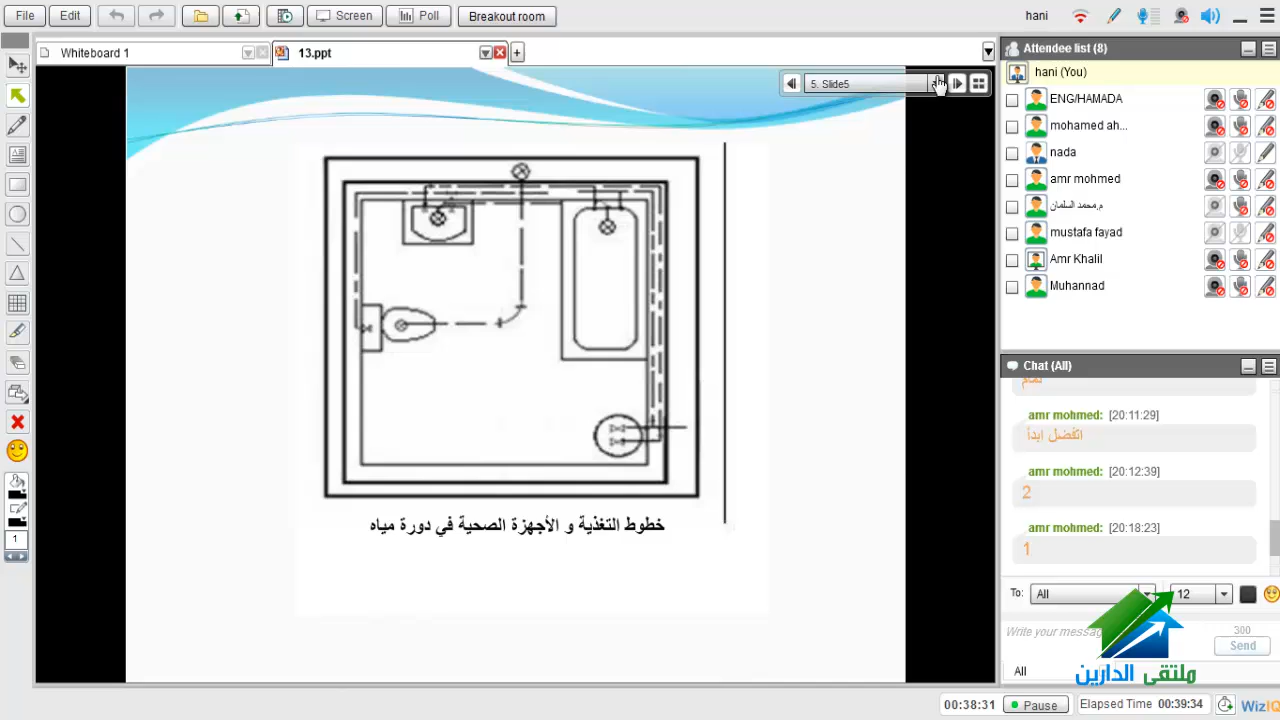 File
Edit
Screen
Poll
Breakout room
hani
Whiteboard 1
13.ppt
5. Slide5
خطوط التغذية و الأجهزة الصحية في دورة مياه
Attendee list (8)
hani (You)
ENG/HAMADA
mohamed ah...
nada
amr mohmed
م.محمد السلمان
mustafa fayad
Amr Khalil
Muhannad
Chat (All)
تمام
amr mohmed: [20:11:29]
اتفضل ابدأ
amr mohmed: [20:12:39]
2
amr mohmed: [20:18:23]
1
To: All
12
Write your messag
300
Send
All
ملتقى الدارين
1
00:38:31
Pause
Elapsed Time 00:39:34
WizIQ